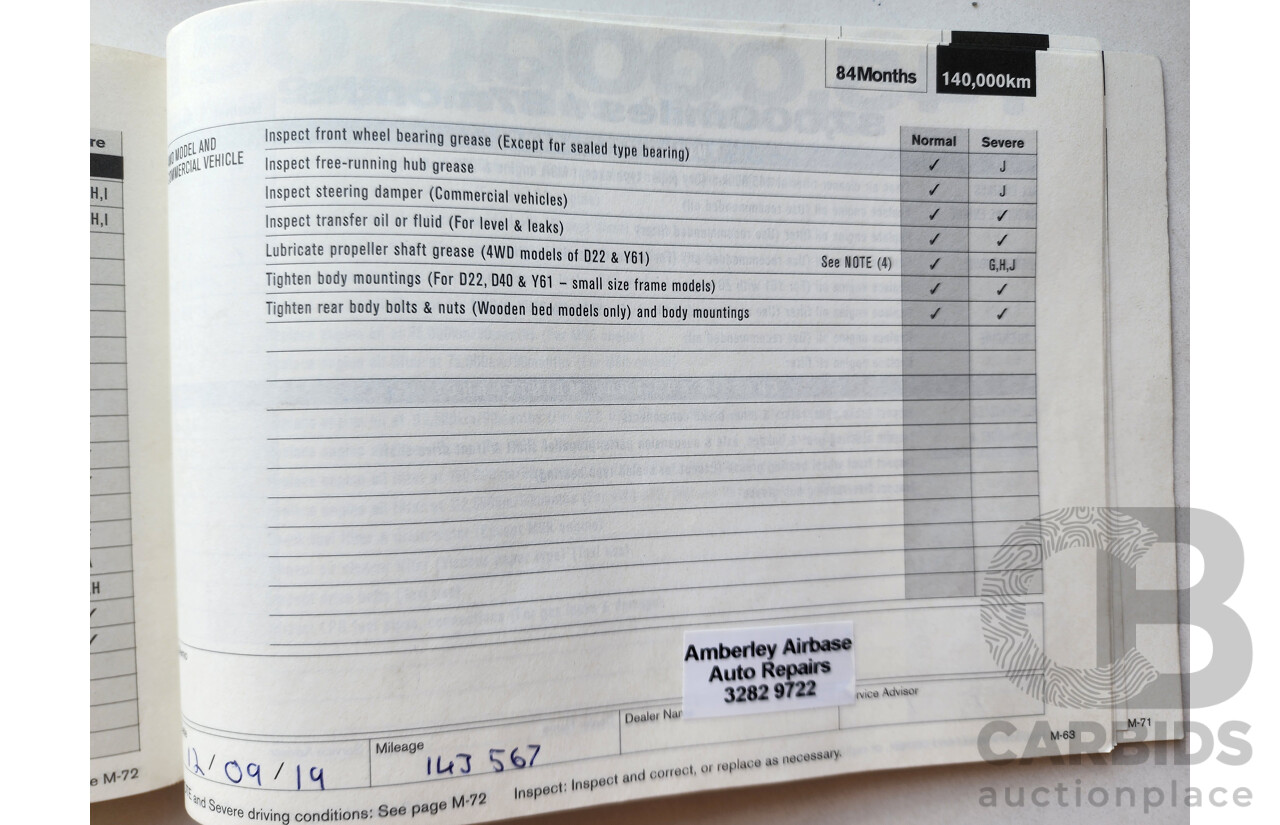 84Months
140,000km
re
Normal
Severe
MODEL AND
COMMERCIAL VEHICLE
Inspect front wheel bearing grease (Except for sealed type bearing)
✓ J
Inspect free-running hub grease
✓ J
Inspect steering damper (Commercial vehicles)
✓ ✓
Inspect transfer oil or fluid (For level & leaks)
✓ ✓
Lubricate propeller shaft grease (4WD models of D22 & Y61) See NOTE (4)
✓ G,H,J
Tighten body mountings (For D22, D40 & Y61 – small size frame models)
✓ ✓
Tighten rear body bolts & nuts (Wooden bed models only) and body mountings
✓ ✓
H,I
H,I
H
✓
✓
Amberley Airbase
Auto Repairs
3282 9722
Dealer Nam
rvice Advisor
12/09/19
Mileage
143 567
and Severe driving conditions: See page M-72
Inspect: Inspect and correct, or replace as necessary.
M-63
M-71
e M-72
CARBIDS
auctionplace